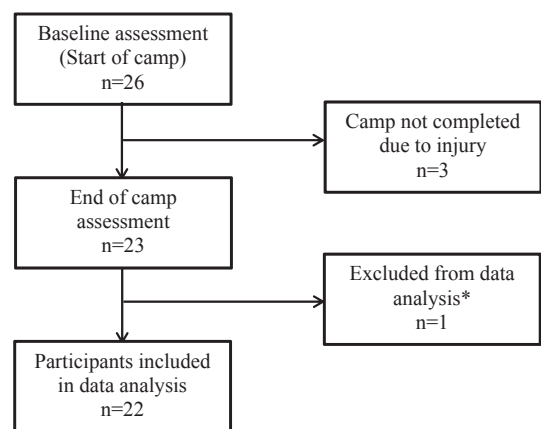 Baseline assessment
(Start of camp)
n=26
Camp not completed
due to injury
n=3
End of camp
assessment
n=23
Excluded from data
analysis*
n=1
Participants included
in data analysis
n=22